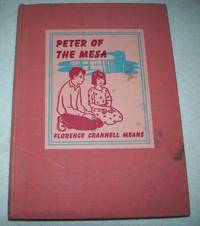 PETER OF
THE MESA
FLORENCE CRANNELL MEANS